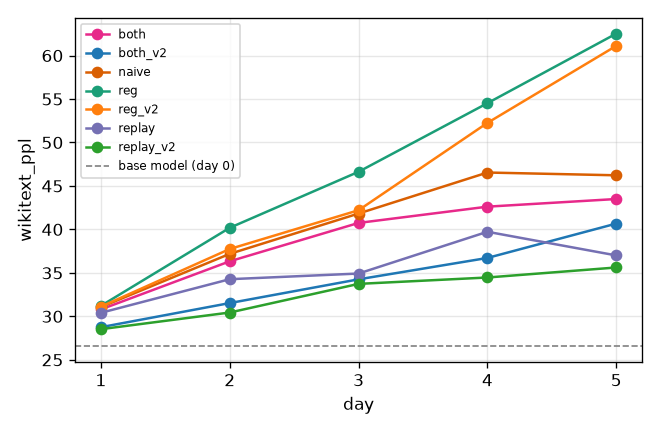 both
both_v2
naive
reg
reg_v2
replay
replay_v2
base model (day 0)
wikitext_ppl
60
55
50
45
40
35
30
25
1 2 3 4 5
day